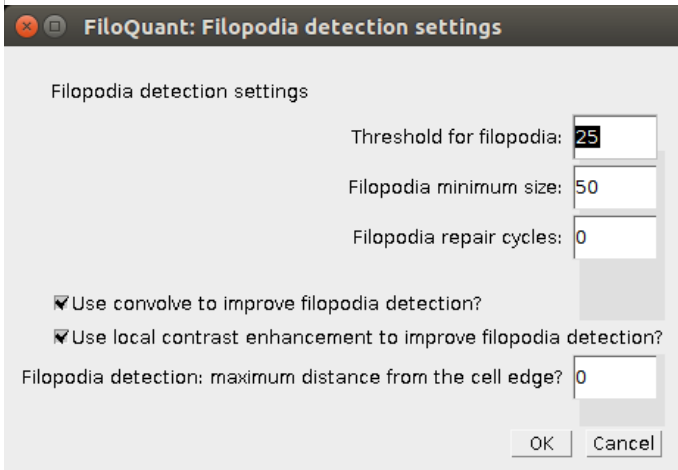 FiloQuant: Filopodia detection settings
Filopodia detection settings
Threshold for filopodia: 25
Filopodia minimum size: 50
Filopodia repair cycles: 0
Use convolve to improve filopodia detection?
Use local contrast enhancement to improve filopodia detection?
Filopodia detection: maximum distance from the cell edge? 0
OK Cancel